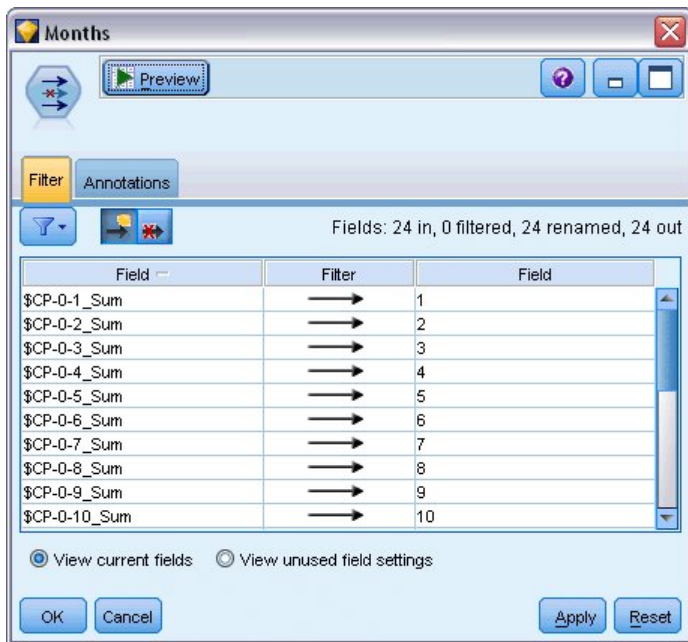 Months
Preview
Filter Annotations
Fields: 24 in, 0 filtered, 24 renamed, 24 out
Field Filter Field
$CP-0-1_Sum 1
$CP-0-2_Sum 2
$CP-0-3_Sum 3
$CP-0-4_Sum 4
$CP-0-5_Sum 5
$CP-0-6_Sum 6
$CP-0-7_Sum 7
$CP-0-8_Sum 8
$CP-0-9_Sum 9
$CP-0-10_Sum 10
View current fields View unused field settings
OK Cancel Apply Reset